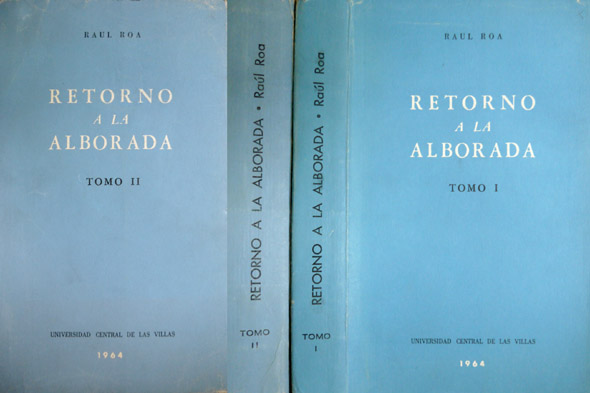 RAUL ROA
RETORNO
A LA
ALBORADA
TOMO II
UNIVERSIDAD CENTRAL DE LAS VILLAS
1964
RETORNO A LA ALBORADA • Raúl Roa
TOMO
II
RETORNO A LA ALBORADA • Raúl Roa
TOMO
I
RAUL ROA
RETORNO
A LA
ALBORADA
TOMO I
UNIVERSIDAD CENTRAL DE LAS VILLAS
1964